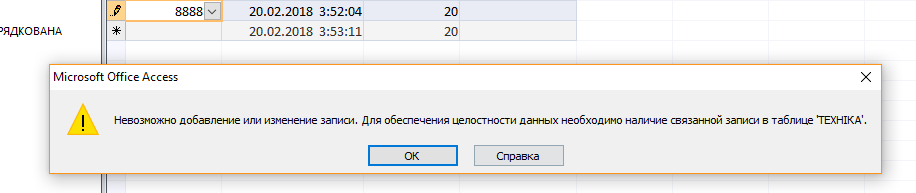 8888 20.02.2018 3:52:04 20
РЯДКОВАНА
20.02.2018 3:53:11 20
Microsoft Office Access
Невозможно добавление или изменение записи. Для обеспечения целостности данных необходимо наличие связанной записи в таблице 'ТЕХНІКА'.
ОК Справка